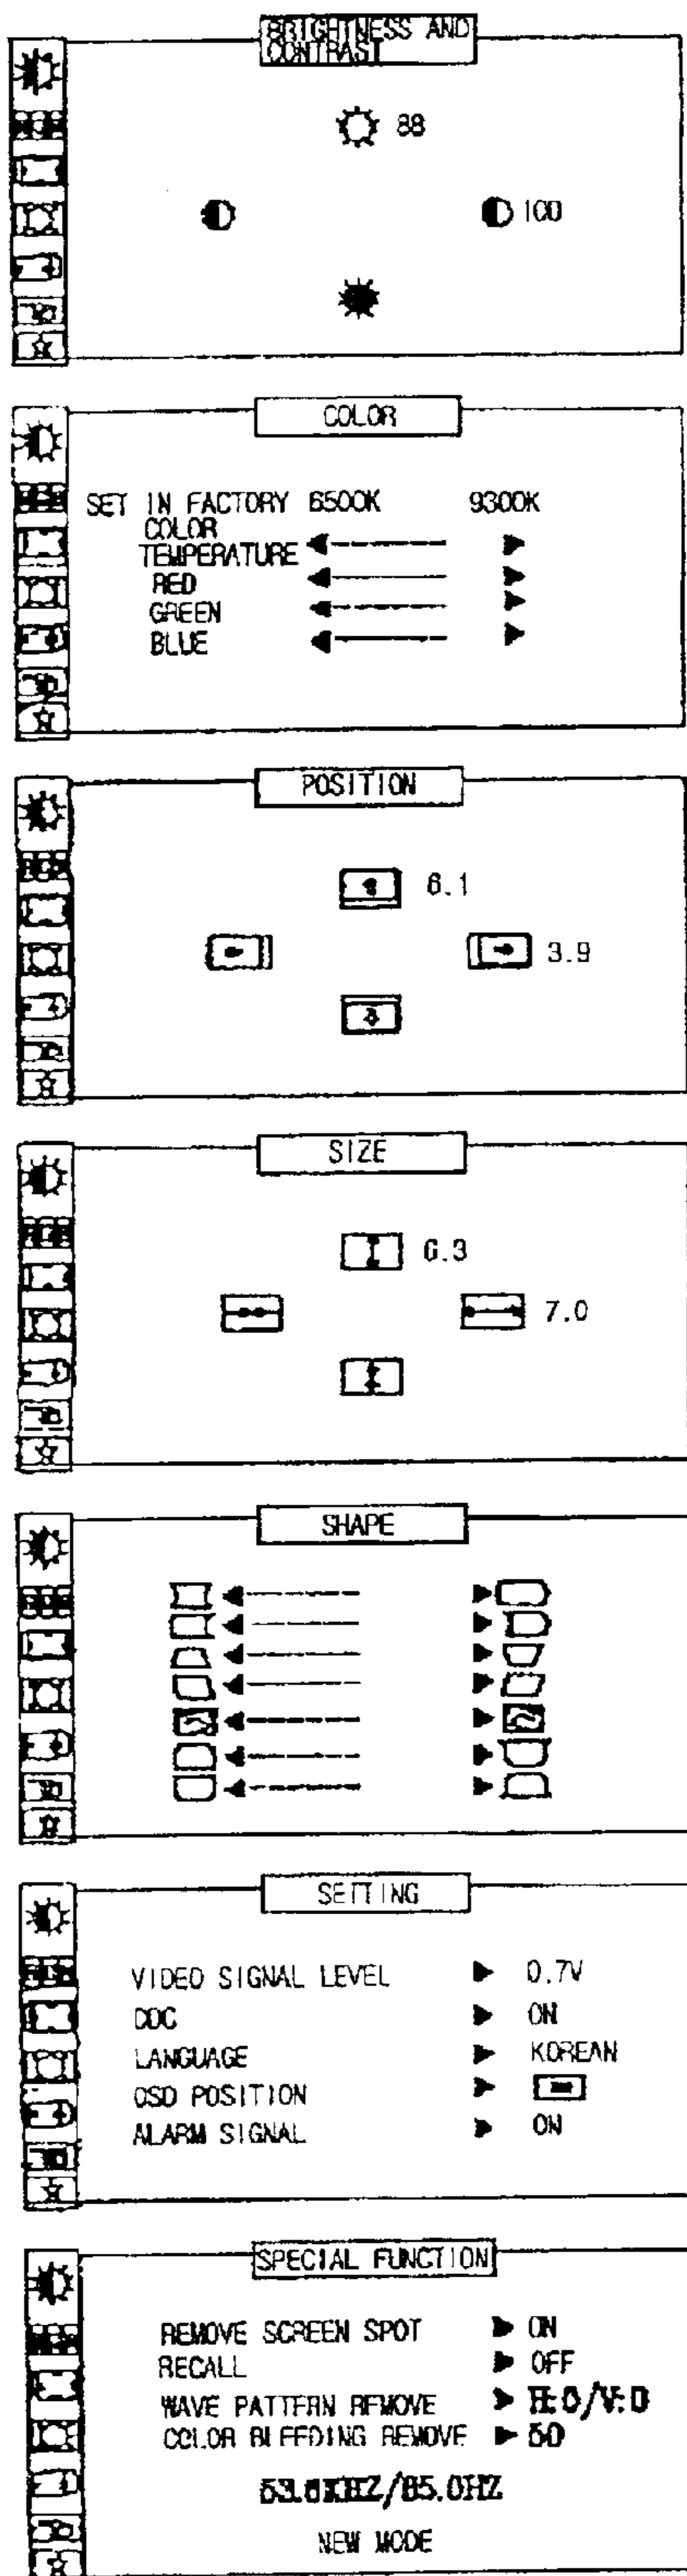 BRIGHTNESS AND
CONTRAST
88
100
COLOR
SET IN FACTORY 6500K 9300K
COLOR
TEMPERATURE
RED
GREEN
BLUE
POSITION
6.1
3.9
SIZE
6.3
7.0
SHAPE
SETTING
VIDEO SIGNAL LEVEL 0.7V
DDC ON
LANGUAGE KOREAN
OSD POSITION
ALARM SIGNAL ON
SPECIAL FUNCTION
REMOVE SCREEN SPOT ON
RECALL OFF
WAVE PATTERN REMOVE H:0/V:0
COLOR BLEEDING REMOVE 50
/85.0HZ
NEW MODE